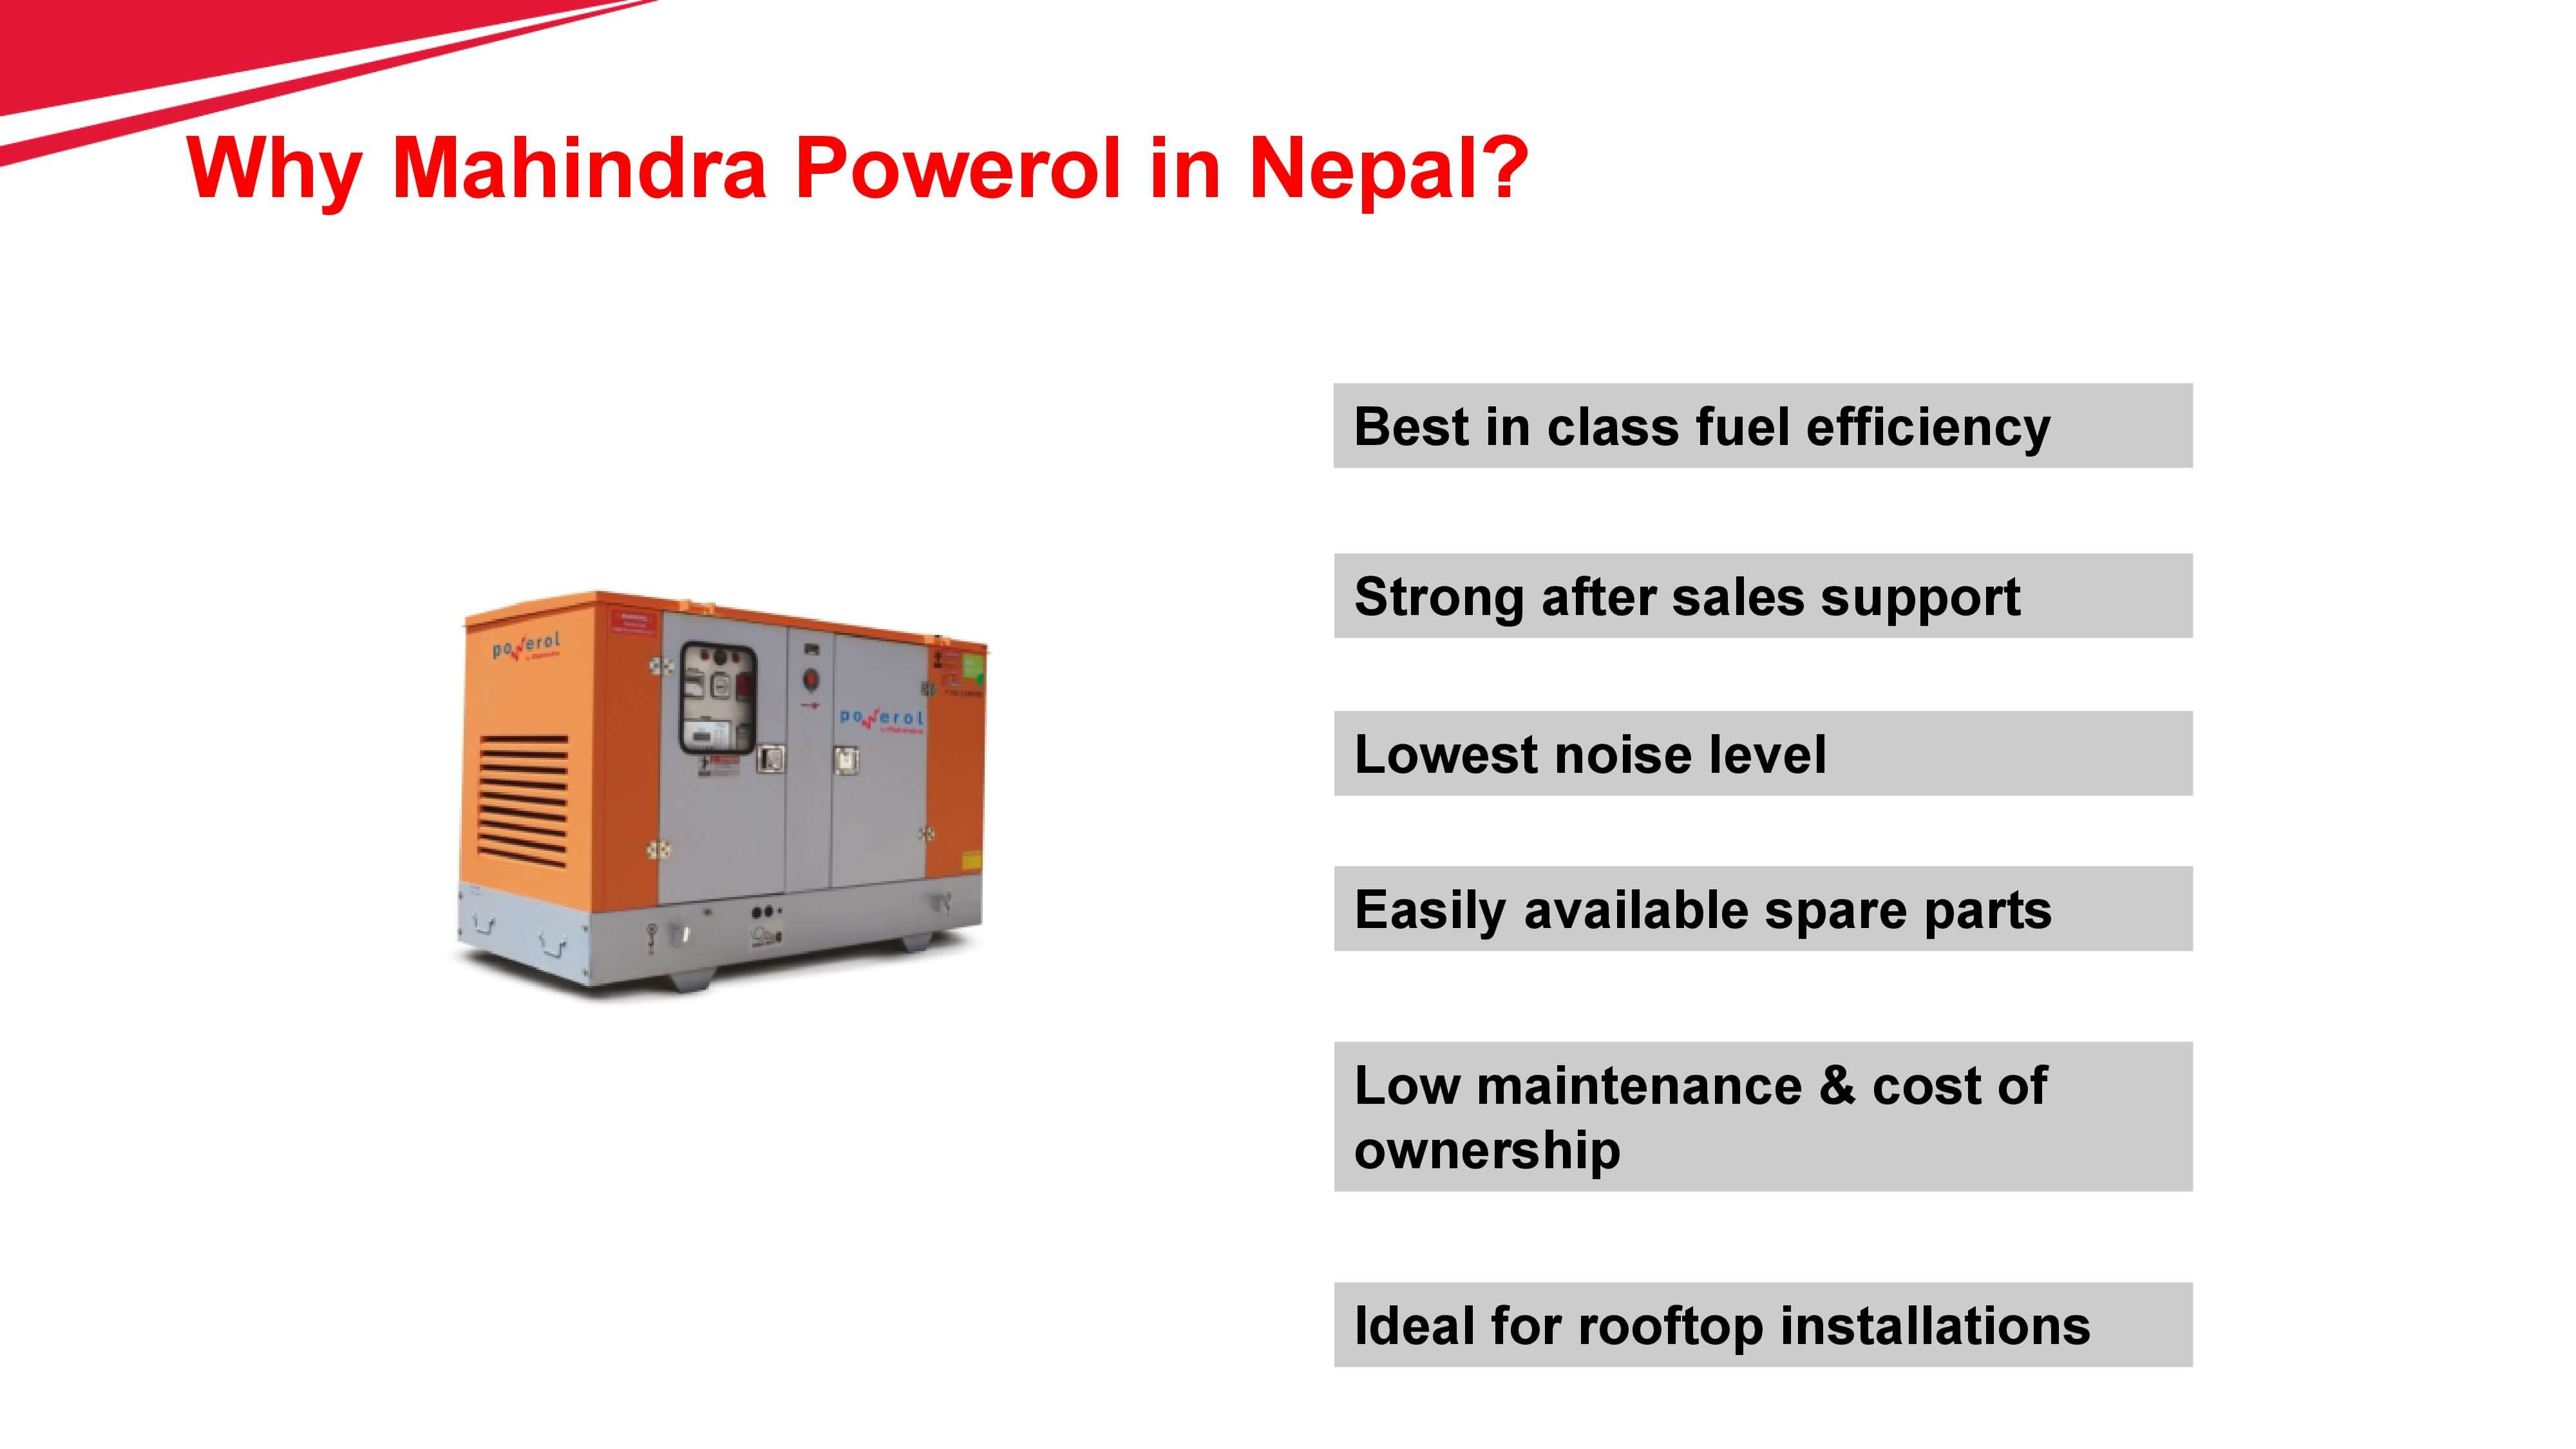 Why Mahindra Powerol in Nepal?
Best in class fuel efficiency
Strong after sales support
powerol
powerol
Lowest noise level
Easily available spare parts
Low maintenance & cost of
ownership
Ideal for rooftop installations